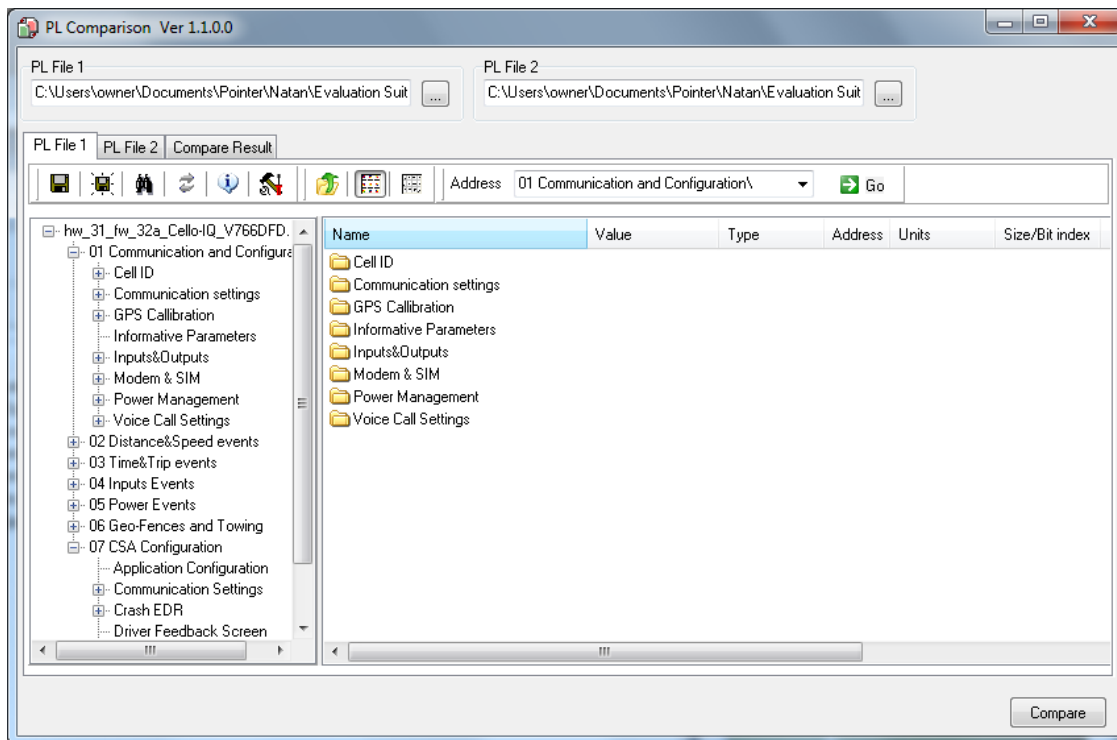 PL Comparison Ver 1.1.0.0
PL File 1
PL File 2
C:\Users\owner\Documents\Pointer\Natan\Evaluation Suit
...
C:\Users\owner\Documents\Pointer\Natan\Evaluation Suit
...
PL File 1
PL File 2
Compare Result
Address
01 Communication and Configuration\
Go
hw_31_fw_32a_Cello-IQ_V766DFD.
01 Communication and Configura
Cell ID
Communication settings
GPS Callibration
Informative Parameters
Inputs&Outputs
Modem & SIM
Power Management
Voice Call Settings
02 Distance&Speed events
03 Time&Trip events
04 Inputs Events
05 Power Events
06 Geo-Fences and Towing
07 CSA Configuration
Application Configuration
Communication Settings
Crash EDR
Driver Feedback Screen
Name Value Type Address Units Size/Bit index
Cell ID
Communication settings
GPS Callibration
Informative Parameters
Inputs&Outputs
Modem & SIM
Power Management
Voice Call Settings
Compare